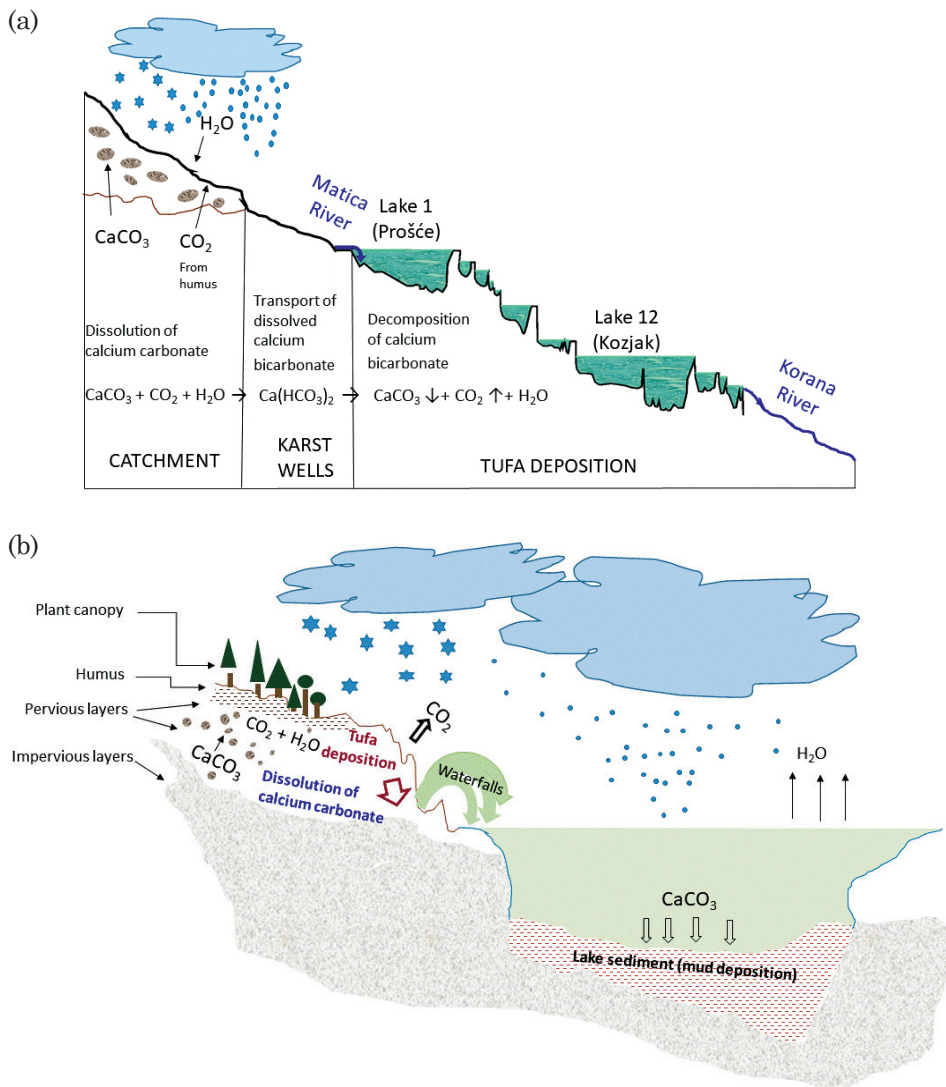 (a)
H₂O
CaCO₃
CO₂
From
humus
Matica
River
Lake 1
(Prošće)
Lake 12
(Kozjak)
Korana
River
Dissolution of
calcium carbonate
Transport of
dissolved
calcium
bicarbonate
Decomposition
of calcium
bicarbonate
CaCO₃ + CO₂ + H₂O → Ca(HCO₃)₂ → CaCO₃ ↓ + CO₂ ↑ + H₂O
CATCHMENT
KARST
WELLS
TUFA DEPOSITION
(b)
Plant canopy
Humus
Pervious layers
Impervious layers
CO₂ + H₂O
CaCO₃
Tufa
deposition
Dissolution of
calcium carbonate
CO₂
Waterfalls
H₂O
CaCO₃
Lake sediment (mud deposition)